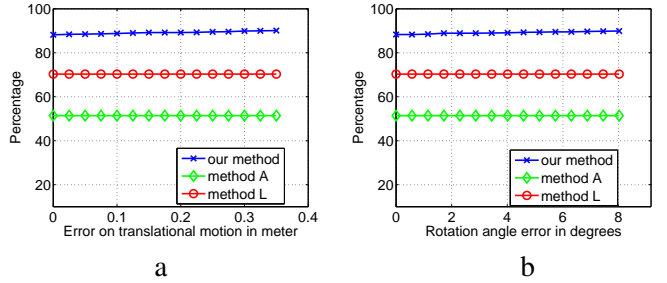 100
80
60
40
20
Percentage
our method
method A
method L
0 0.1 0.2 0.3 0.4
Error on translational motion in meter
a
100
80
60
40
20
Percentage
our method
method A
method L
0 2 4 6 8
Rotation angle error in degrees
b